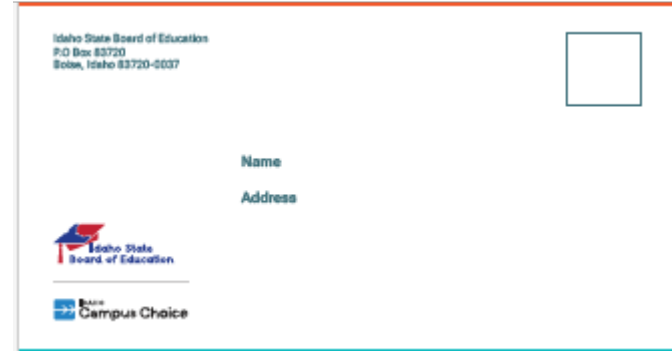 Idaho State Board of Education
P.O Box 83720
Boise, Idaho 83720-0037
Name
Address
Idaho State
Board of Education
IDAHO
Campus Choice